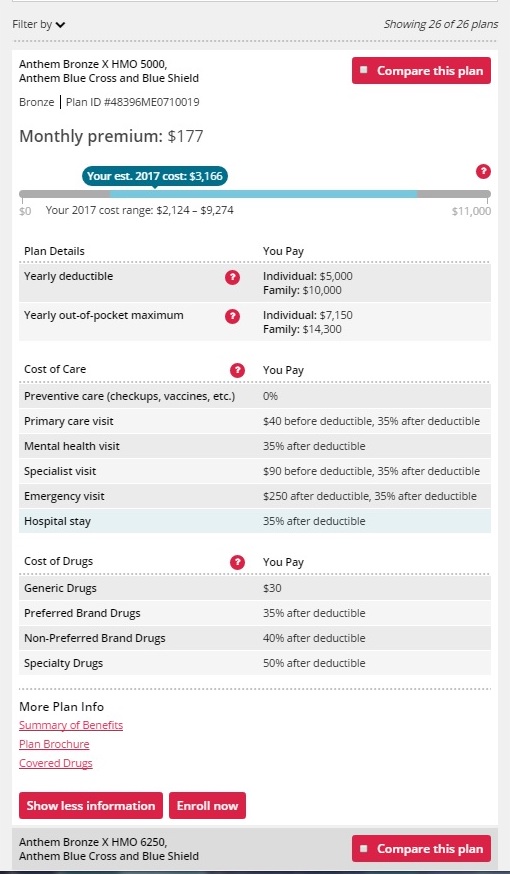 Filter by
Showing 26 of 26 plans
Anthem Bronze X HMO 5000,
Anthem Blue Cross and Blue Shield
Compare this plan
Bronze | Plan ID #48396ME0710019
Monthly premium: $177
Your est. 2017 cost: $3,166
?
$0 Your 2017 cost range: $2,124 – $9,274 $11,000
Plan Details You Pay
Yearly deductible ? Individual: $5,000
Family: $10,000
Yearly out-of-pocket maximum ? Individual: $7,150
Family: $14,300
Cost of Care ? You Pay
Preventive care (checkups, vaccines, etc.) 0%
Primary care visit $40 before deductible, 35% after deductible
Mental health visit 35% after deductible
Specialist visit $90 before deductible, 35% after deductible
Emergency visit $250 after deductible, 35% after deductible
Hospital stay 35% after deductible
Cost of Drugs ? You Pay
Generic Drugs $30
Preferred Brand Drugs 35% after deductible
Non-Preferred Brand Drugs 40% after deductible
Specialty Drugs 50% after deductible
More Plan Info
Summary of Benefits
Plan Brochure
Covered Drugs
Show less information Enroll now
Anthem Bronze X HMO 6250,
Anthem Blue Cross and Blue Shield
Compare this plan